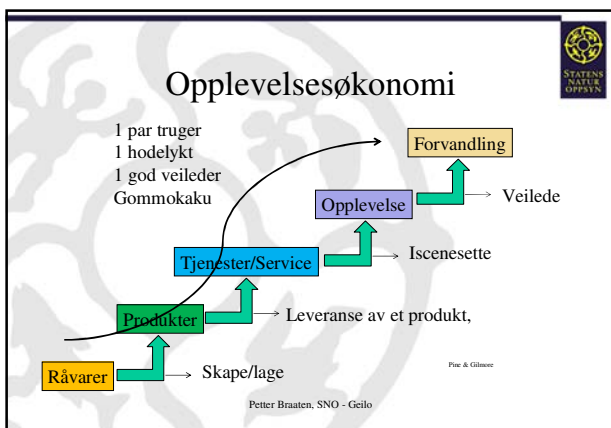 Opplevelsesøkonomi
STATENS
NATUR
OPPSYN
1 par truger
1 hodelykt
1 god veileder
Gommokaku
Forvandling
Veilede
Opplevelse
Iscenesette
Tjenester/Service
Leveranse av et produkt,
Produkter
Skape/lage
Råvarer
Pine & Gilmore
Petter Braaten, SNO - Geilo